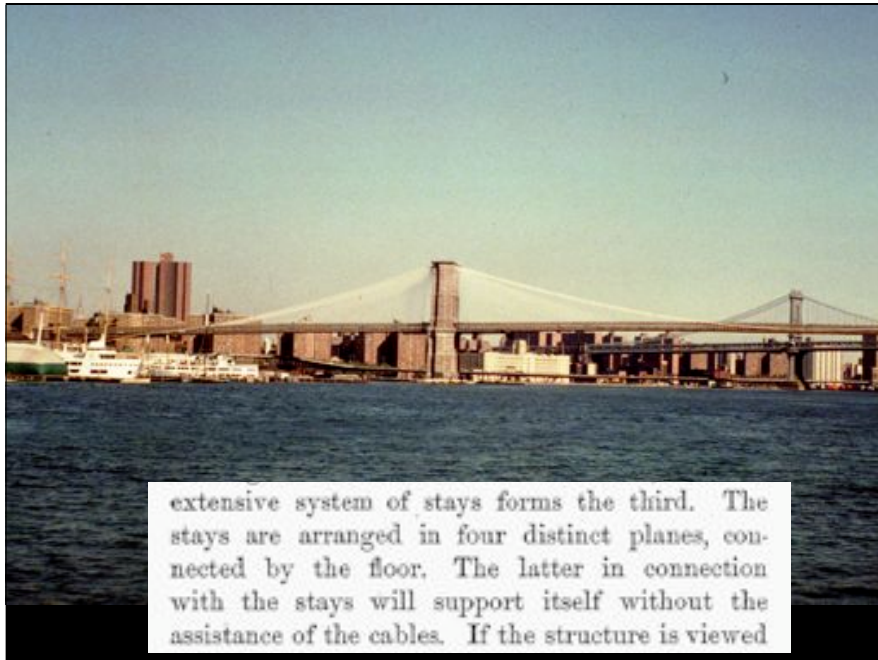 extensive system of stays forms the third. The
stays are arranged in four distinct planes, con-
nected by the floor. The latter in connection
with the stays will support itself without the
assistance of the cables. If the structure is viewed